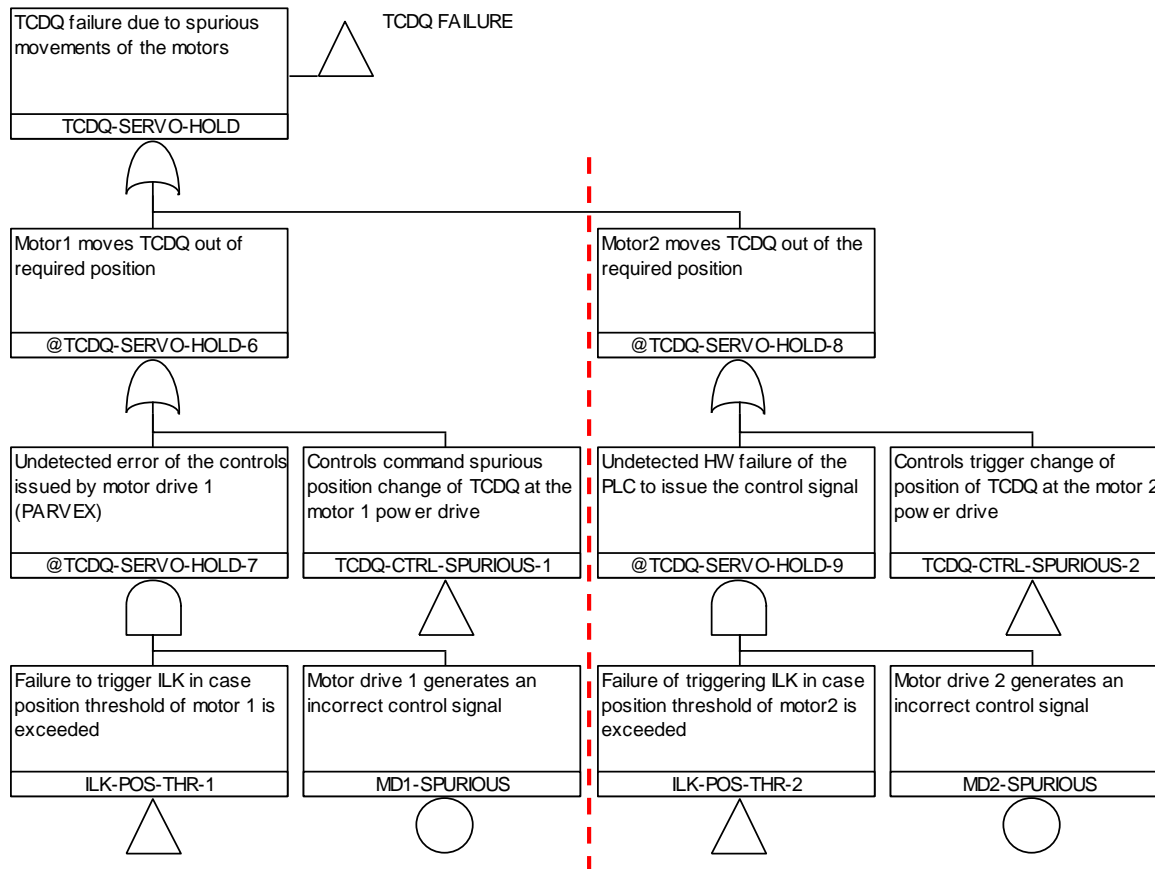 TCDQ failure due to spurious
movements of the motors
TCDQ-SERVO-HOLD
TCDQ FAILURE
Motor1 moves TCDQ out of
required position
@TCDQ-SERVO-HOLD-6
Motor2 moves TCDQ out of the
required position
@TCDQ-SERVO-HOLD-8
Undetected error of the controls
issued by motor drive 1
(PARVEX)
@TCDQ-SERVO-HOLD-7
Controls command spurious
position change of TCDQ at the
motor 1 power drive
TCDQ-CTRL-SPURIOUS-1
Undetected HW failure of the
PLC to issue the control signal
@TCDQ-SERVO-HOLD-9
Controls trigger change of
position of TCDQ at the motor 2
power drive
TCDQ-CTRL-SPURIOUS-2
Failure to trigger ILK in case
position threshold of motor 1 is
exceeded
ILK-POS-THR-1
Motor drive 1 generates an
incorrect control signal
MD1-SPURIOUS
Failure of triggering ILK in case
position threshold of motor2 is
exceeded
ILK-POS-THR-2
Motor drive 2 generates an
incorrect control signal
MD2-SPURIOUS